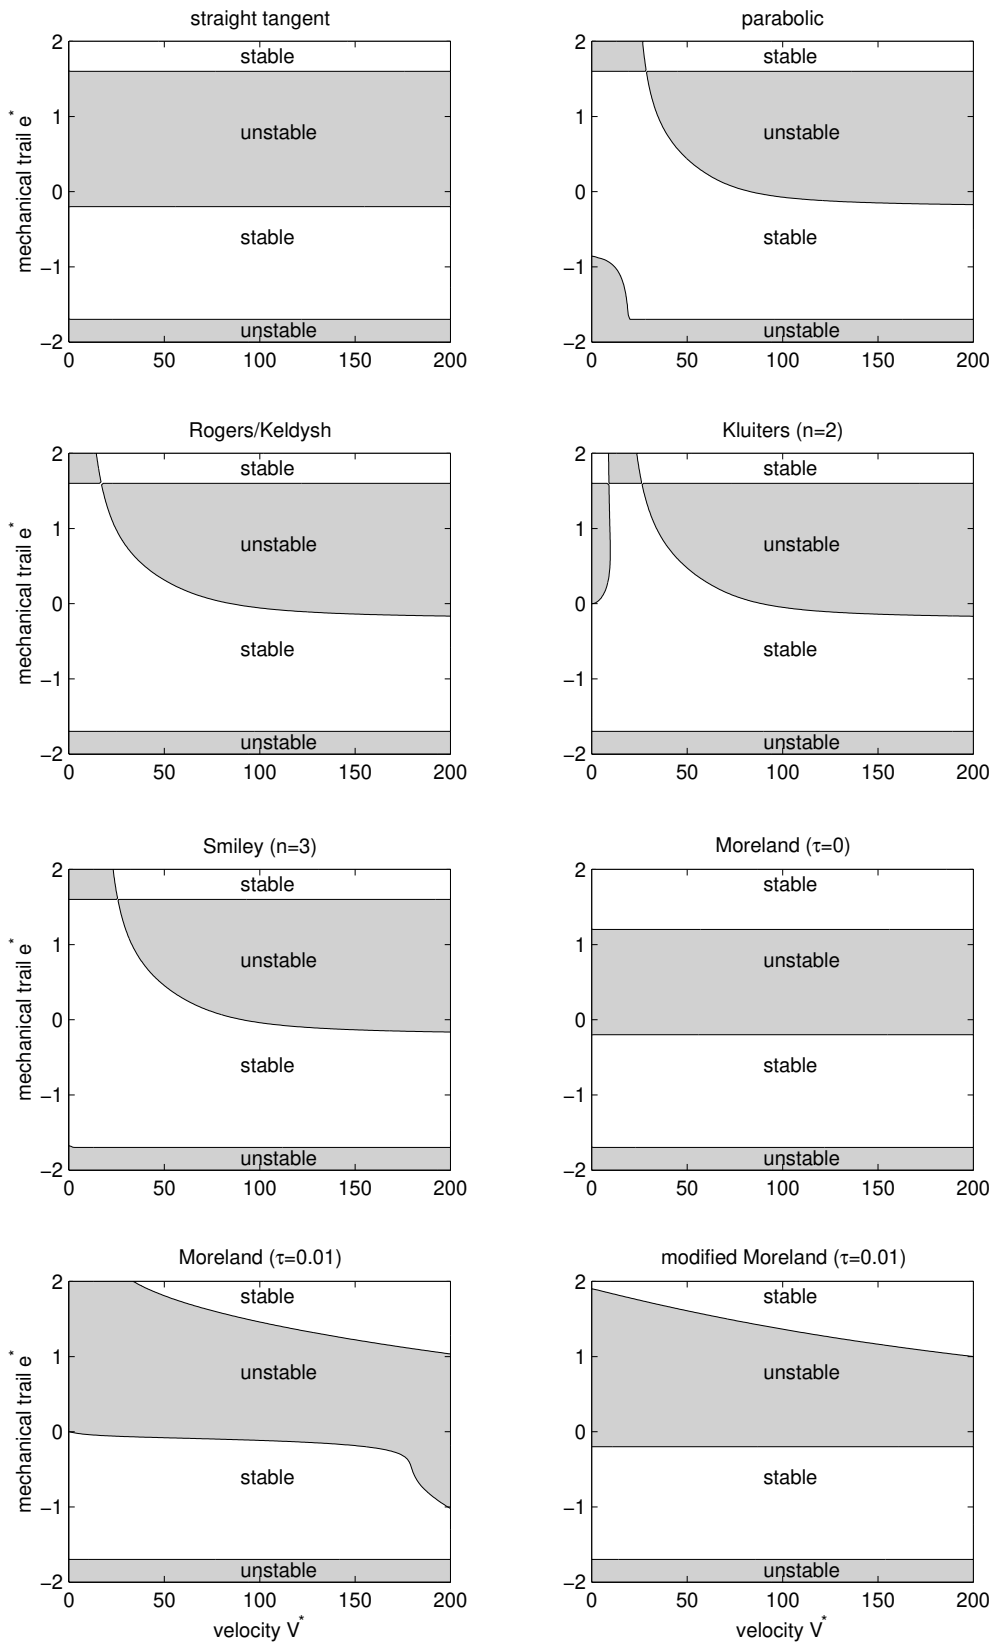 straight tangent
2
stable
1
unstable
0
stable
−1
unstable
−2
0 50 100 150 200
mechanical trail e*
parabolic
2
stable
1
unstable
0
stable
−1
unstable
−2
0 50 100 150 200
Rogers/Keldysh
2
stable
1
unstable
0
stable
−1
unstable
−2
0 50 100 150 200
mechanical trail e*
Kluiters (n=2)
2
stable
1
unstable
0
stable
−1
unstable
−2
0 50 100 150 200
Smiley (n=3)
2
stable
1
unstable
0
stable
−1
unstable
−2
0 50 100 150 200
mechanical trail e*
Moreland (τ=0)
2
stable
1
unstable
0
stable
−1
unstable
−2
0 50 100 150 200
Moreland (τ=0.01)
2
stable
1
unstable
0
stable
−1
unstable
−2
0 50 100 150 200
mechanical trail e*
velocity V*
modified Moreland (τ=0.01)
2
stable
1
unstable
0
stable
−1
unstable
−2
0 50 100 150 200
velocity V*